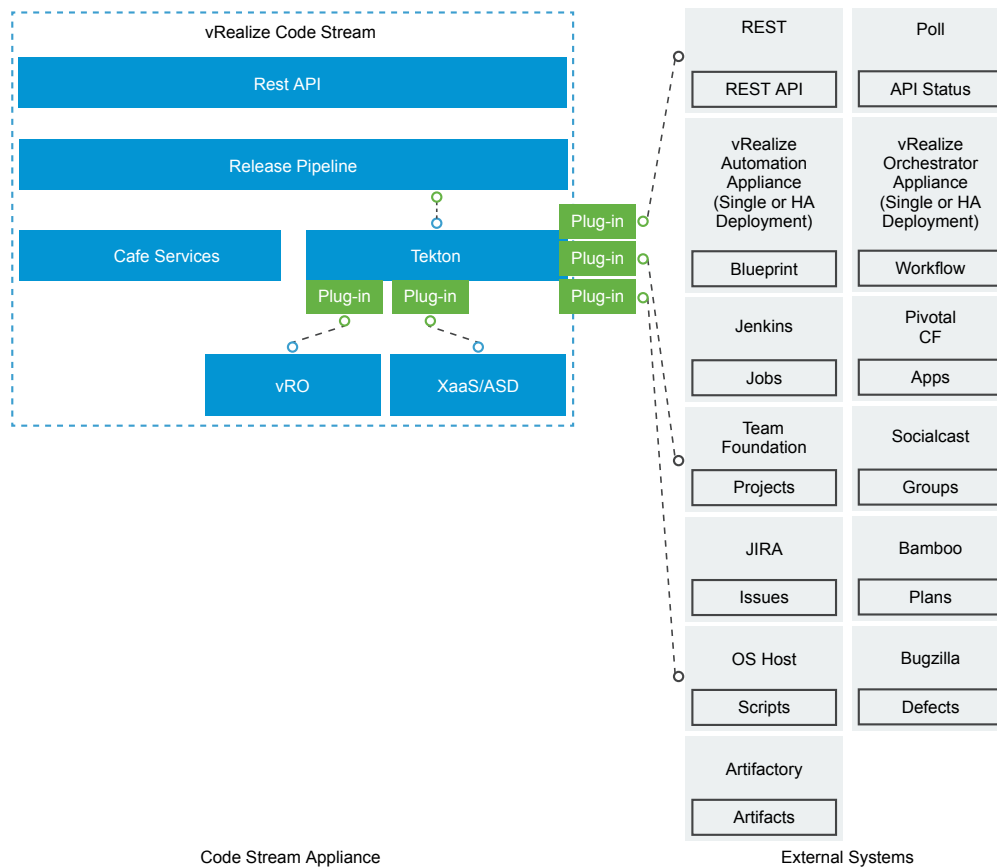 vRealize Code Stream
Rest API
Release Pipeline
Cafe Services
Tekton
Plug-in
Plug-in
Plug-in
Plug-in
Plug-in
vRO
XaaS/ASD
REST
REST API
Poll
API Status
vRealize
Automation
Appliance
(Single or HA
Deployment)
Blueprint
vRealize
Orchestrator
Appliance
(Single or HA
Deployment)
Workflow
Jenkins
Jobs
Pivotal
CF
Apps
Team
Foundation
Projects
Socialcast
Groups
JIRA
Issues
Bamboo
Plans
OS Host
Scripts
Bugzilla
Defects
Artifactory
Artifacts
Code Stream Appliance
External Systems